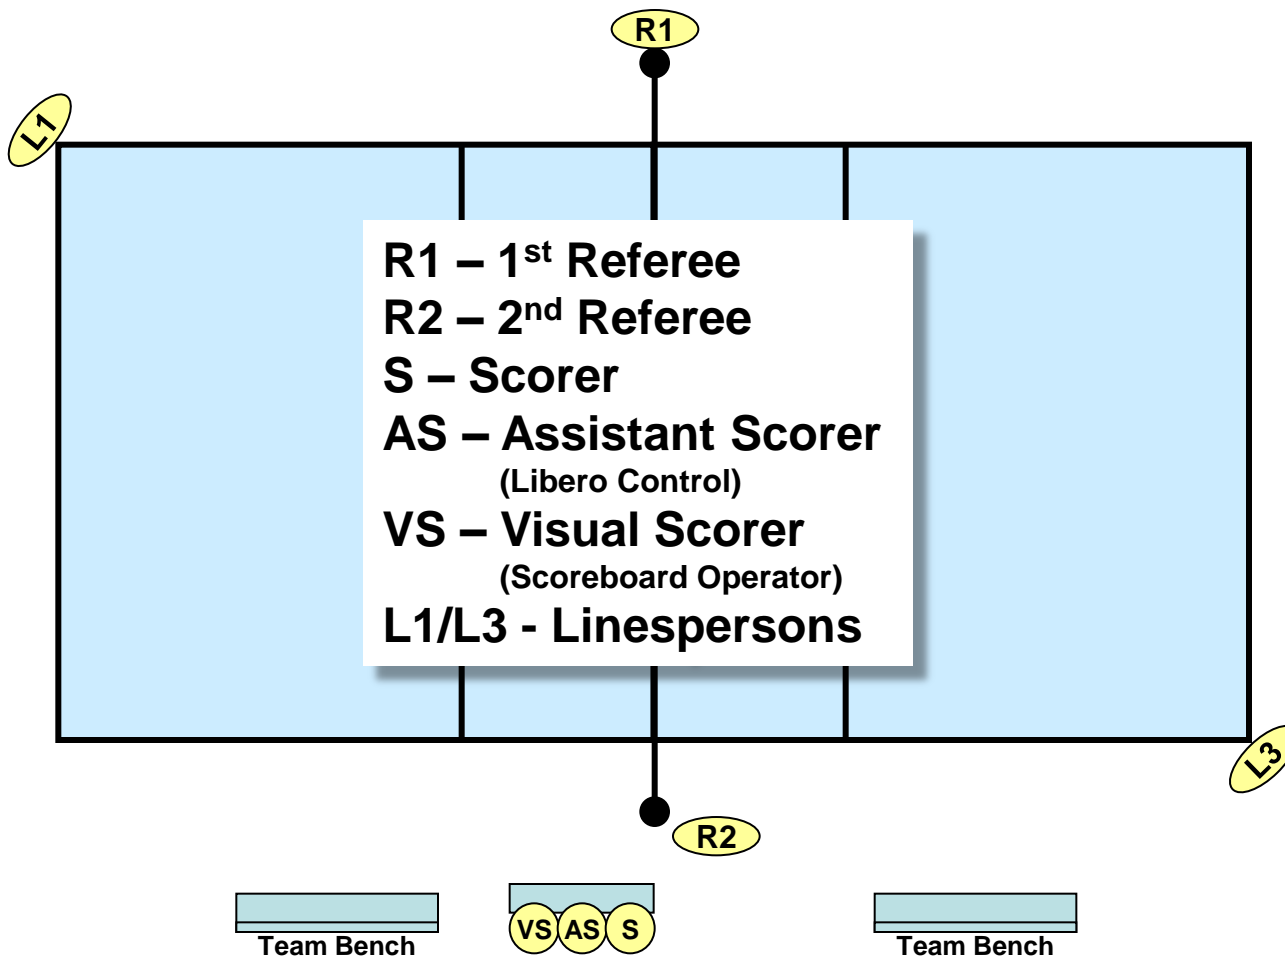 R1
L1
R1 – 1st Referee
R2 – 2nd Referee
S – Scorer
AS – Assistant Scorer
(Libero Control)
VS – Visual Scorer
(Scoreboard Operator)
L1/L3 - Linespersons
L3
R2
VS AS S
Team Bench
Team Bench